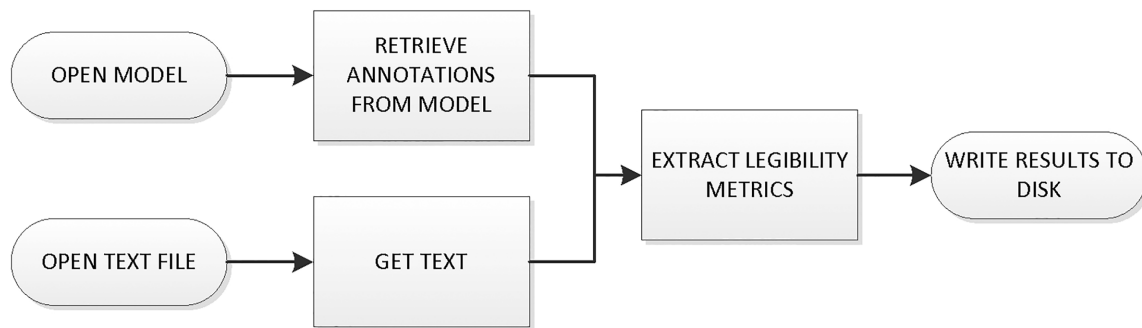 OPEN MODEL
RETRIEVE
ANNOTATIONS
FROM MODEL
OPEN TEXT FILE
GET TEXT
EXTRACT LEGIBILITY
METRICS
WRITE RESULTS TO
DISK